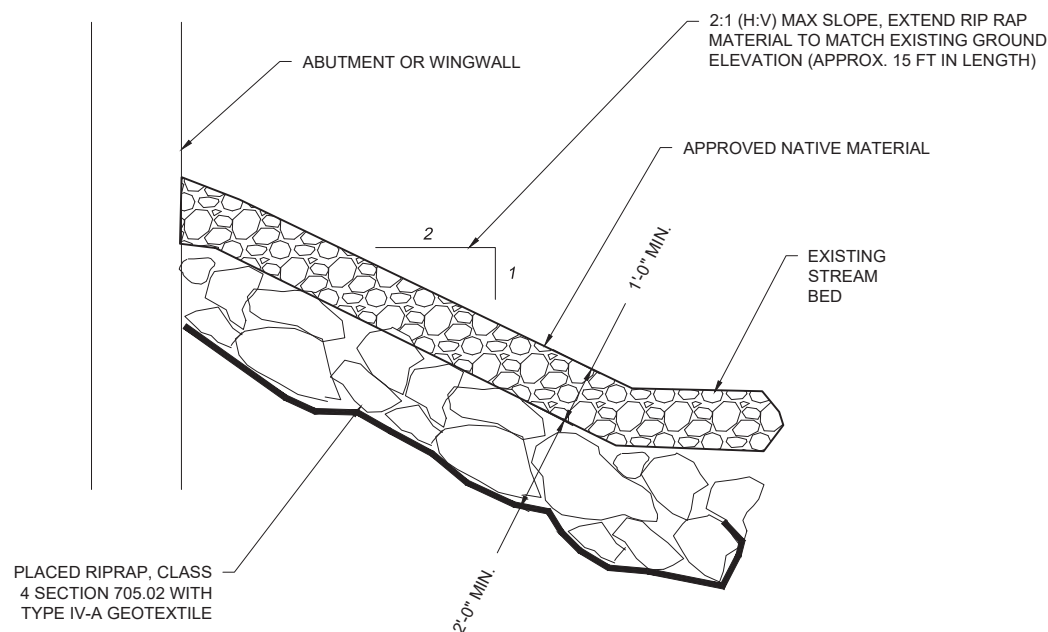 2:1 (H:V) MAX SLOPE, EXTEND RIP RAP
MATERIAL TO MATCH EXISTING GROUND
ELEVATION (APPROX. 15 FT IN LENGTH)
ABUTMENT OR WINGWALL
APPROVED NATIVE MATERIAL
2
1
1'-0" MIN.
EXISTING
STREAM
BED
PLACED RIPRAP, CLASS
4 SECTION 705.02 WITH
TYPE IV-A GEOTEXTILE
2'-0" MIN.